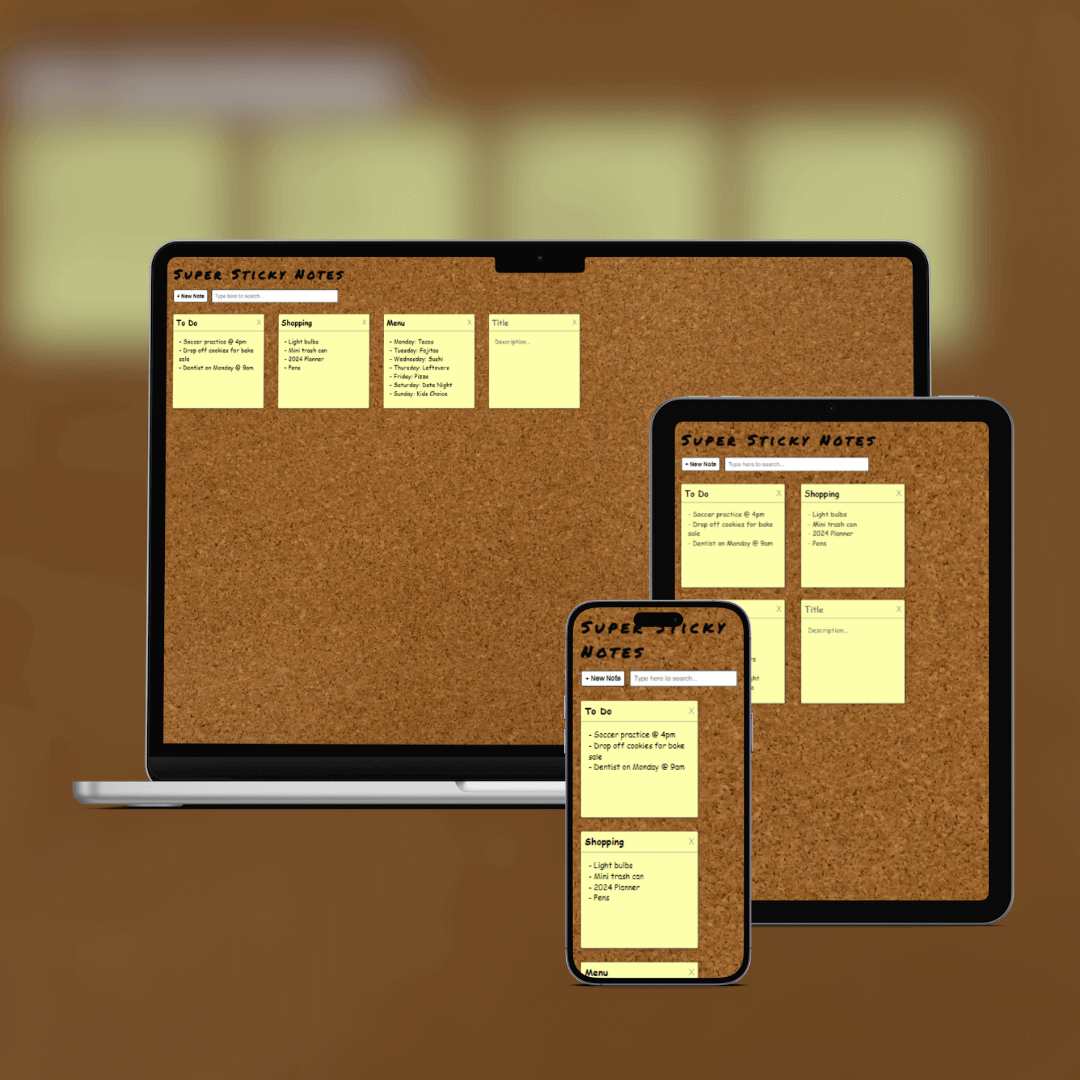 Super Sticky Notes
+ New Note
Type here to search...
To Do
X
- Soccer practice @ 4pm
- Drop off cookies for bake
sale
- Dentist on Monday @ 9am
Shopping
X
- Light bulbs
- Mini trash can
- 2024 Planner
- Pens
Menu
X
- Monday: Tacos
- Tuesday: Fajitas
- Wednesday: Sushi
- Thursday: Leftovers
- Friday: Pizza
- Saturday: Date Night
- Sunday: Kids Choice
Title
X
Description...
Super Sticky Notes
+ New Note
Type here to search...
To Do
X
- Soccer practice @ 4pm
- Drop off cookies for bake
sale
- Dentist on Monday @ 9am
Shopping
X
- Light bulbs
- Mini trash can
- 2024 Planner
- Pens
X
Title
X
Description...
Super Sticky
Notes
+ New Note
Type here to search...
To Do
X
- Soccer practice @ 4pm
- Drop off cookies for bake
sale
- Dentist on Monday @ 9am
Shopping
X
- Light bulbs
- Mini trash can
- 2024 Planner
- Pens
Menu
X